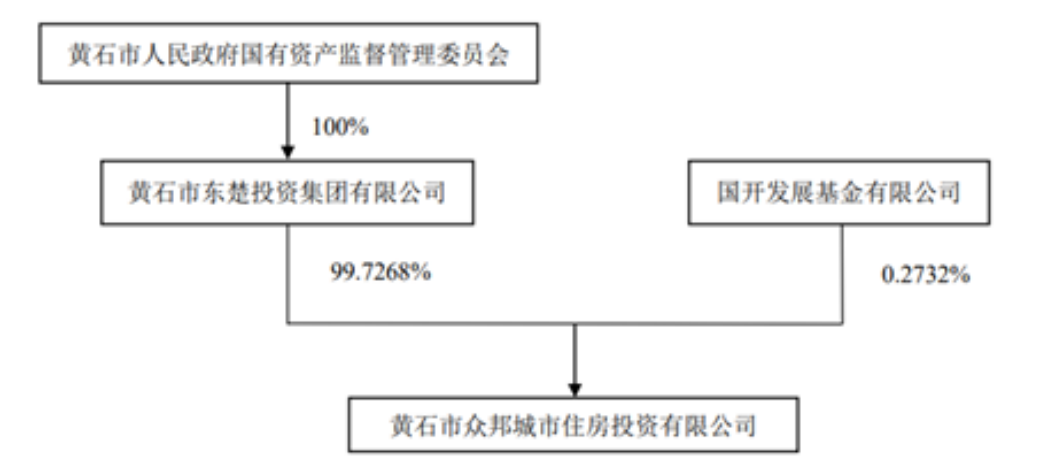 黄石市人民政府国有资产监督管理委员会
100%
黄石市东楚投资集团有限公司
国开发展基金有限公司
99.7268%
0.2732%
黄石市众邦城市住房投资有限公司